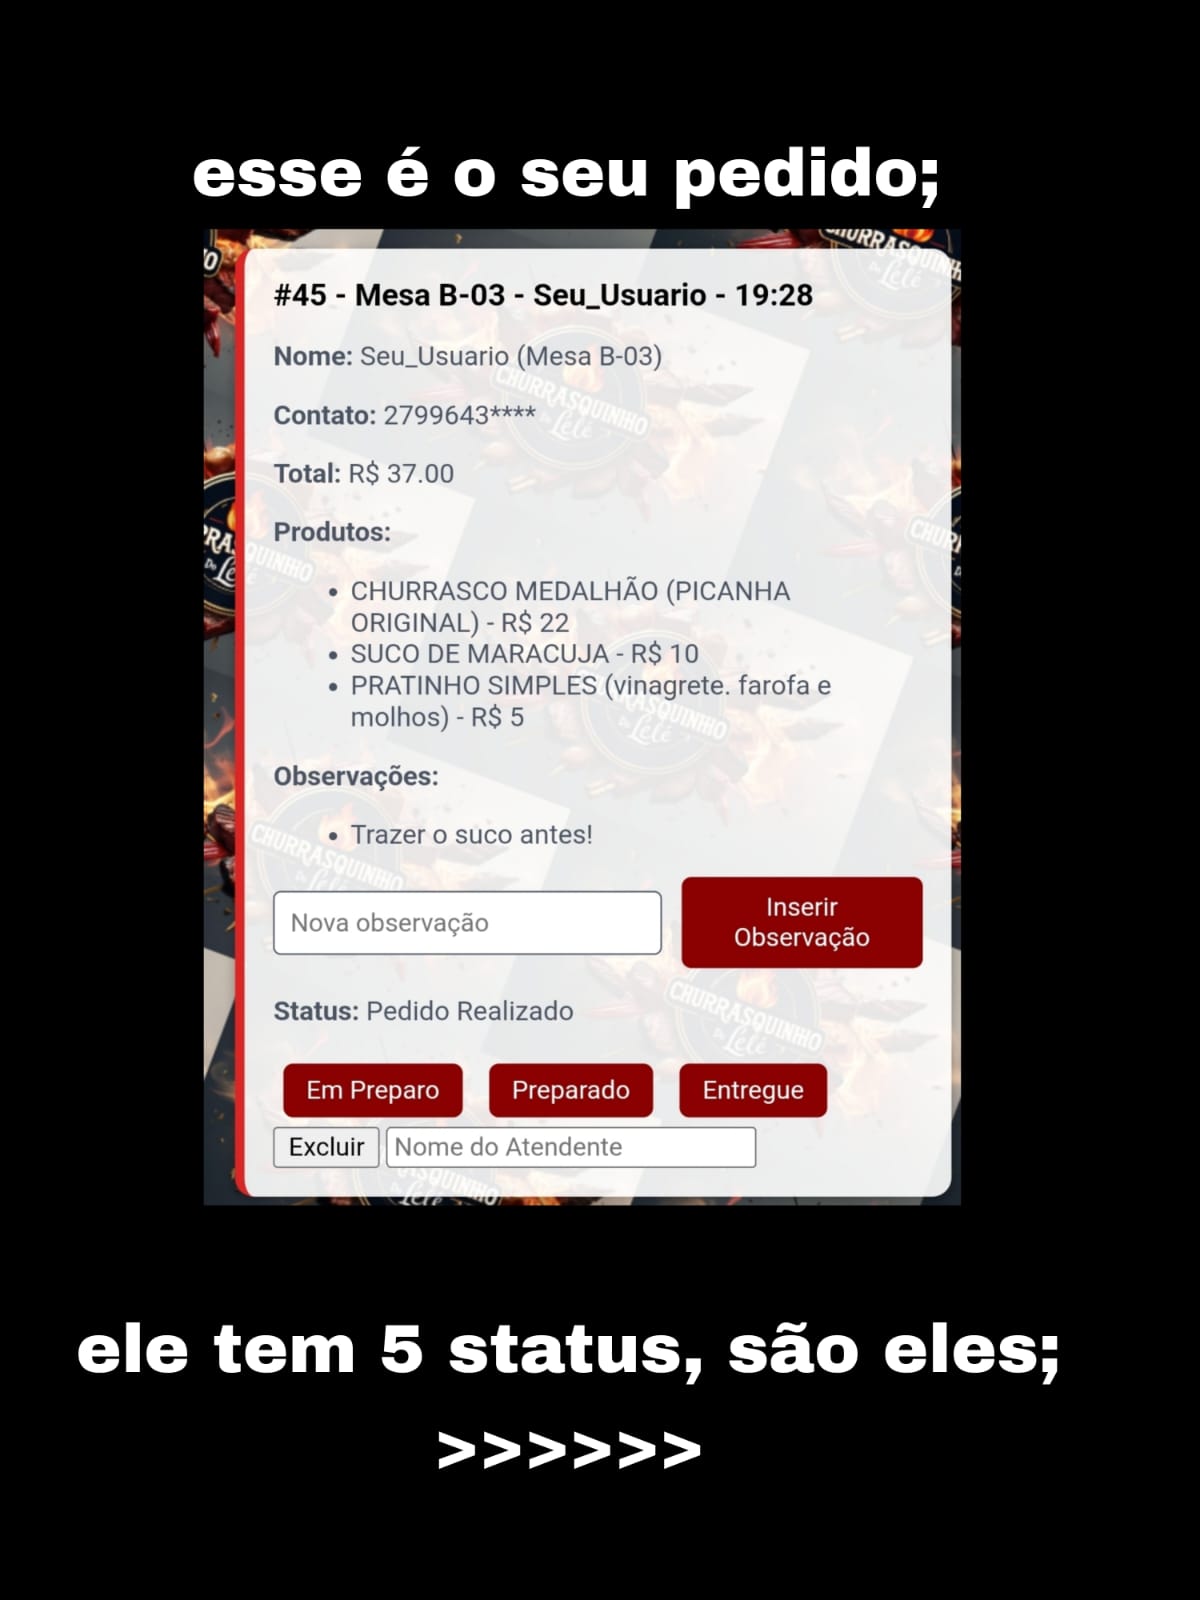 esse é o seu pedido;
#45 - Mesa B-03 - Seu_Usuario - 19:28
Nome: Seu_Usuario (Mesa B-03)
Contato: 2799643****
Total: R$ 37.00
Produtos:
• CHURRASCO MEDALHÃO (PICANHA
ORIGINAL) - R$ 22
• SUCO DE MARACUJA - R$ 10
• PRATINHO SIMPLES (vinagrete. farofa e
molhos) - R$ 5
Observações:
• Trazer o suco antes!
Nova observação
Inserir
Observação
Status: Pedido Realizado
Em Preparo Preparado Entregue
Excluir Nome do Atendente
CHURRASQUINHO
Do Lelé
ele tem 5 status, são eles;
>>>>>>